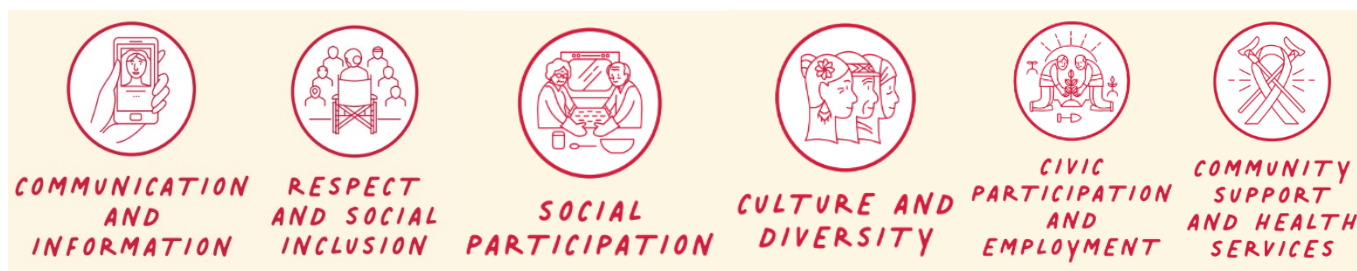 COMMUNICATION
AND
INFORMATION
RESPECT
AND SOCIAL
INCLUSION
SOCIAL
PARTICIPATION
CULTURE AND
DIVERSITY
CIVIC
PARTICIPATION
AND
EMPLOYMENT
COMMUNITY
SUPPORT
AND HEALTH
SERVICES